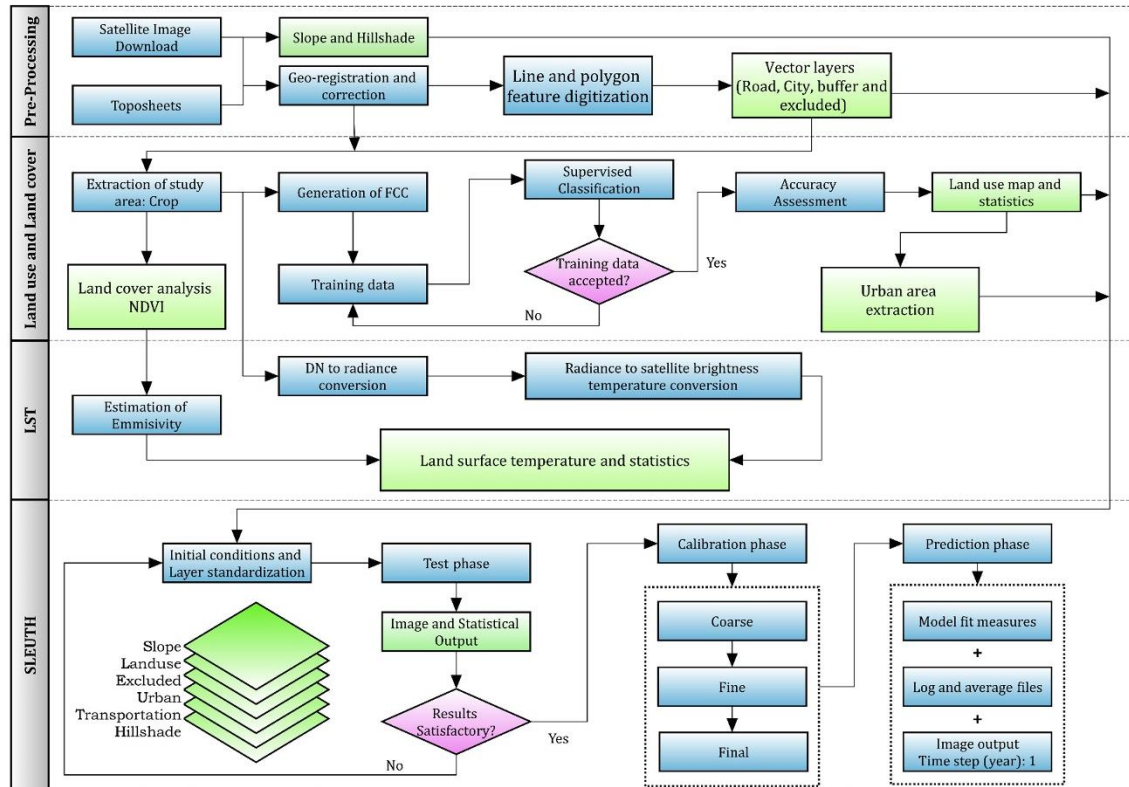 Pre-Processing
Satellite Image
Download
Slope and Hillshade
Toposheets
Geo-registration and
correction
Line and polygon
feature digitization
Vector layers
(Road, City, buffer and
excluded)
Land use and Land cover
Extraction of study
area: Crop
Generation of FCC
Supervised
Classification
Accuracy
Assessment
Land use map and
statistics
Land cover analysis
NDVI
Training data
Training data
accepted?
Yes
No
Urban area
extraction
LST
DN to radiance
conversion
Radiance to satellite brightness
temperature conversion
Estimation of
Emmisivity
Land surface temperature and statistics
SLEUTH
Initial conditions and
Layer standardization
Test phase
Calibration phase
Prediction phase
Slope
Landuse
Excluded
Urban
Transportation
Hillshade
Image and Statistical
Output
Results
Satisfactory?
Yes
No
Coarse
Fine
Final
Model fit measures
+
Log and average files
+
Image output
Time step (year): 1